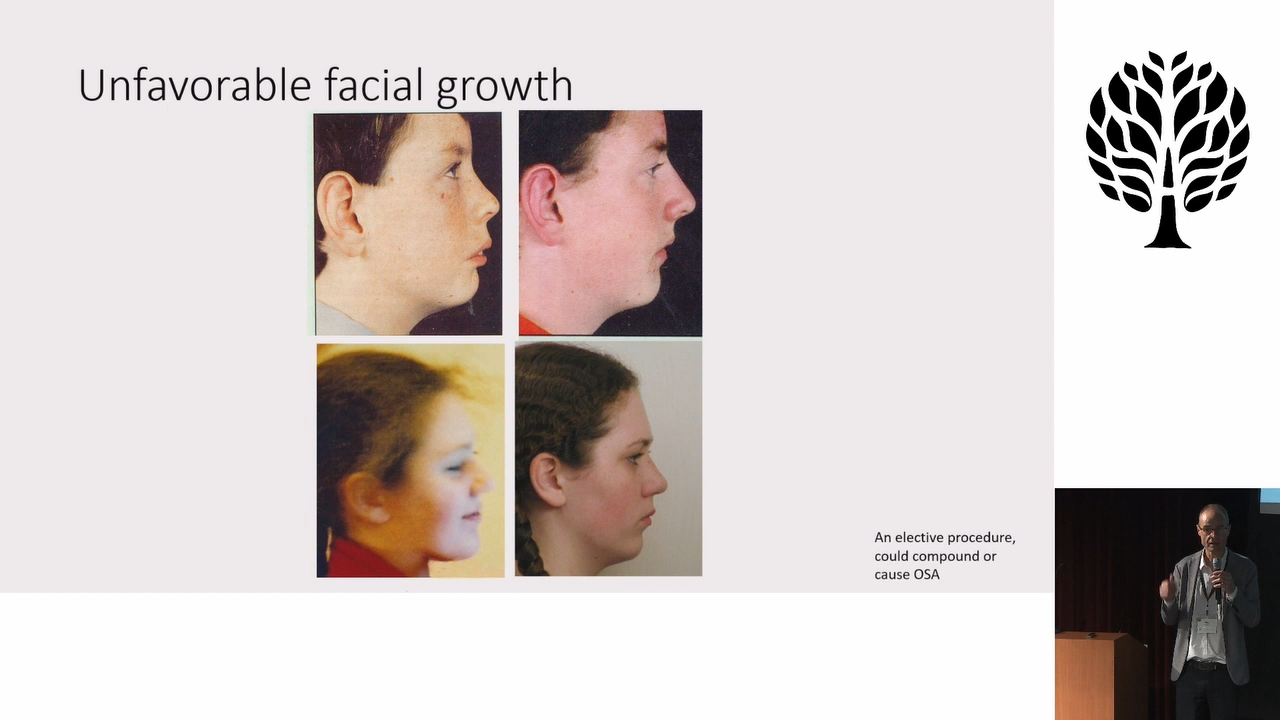 Unfavorable facial growth
An elective procedure,
could compound or
cause OSA